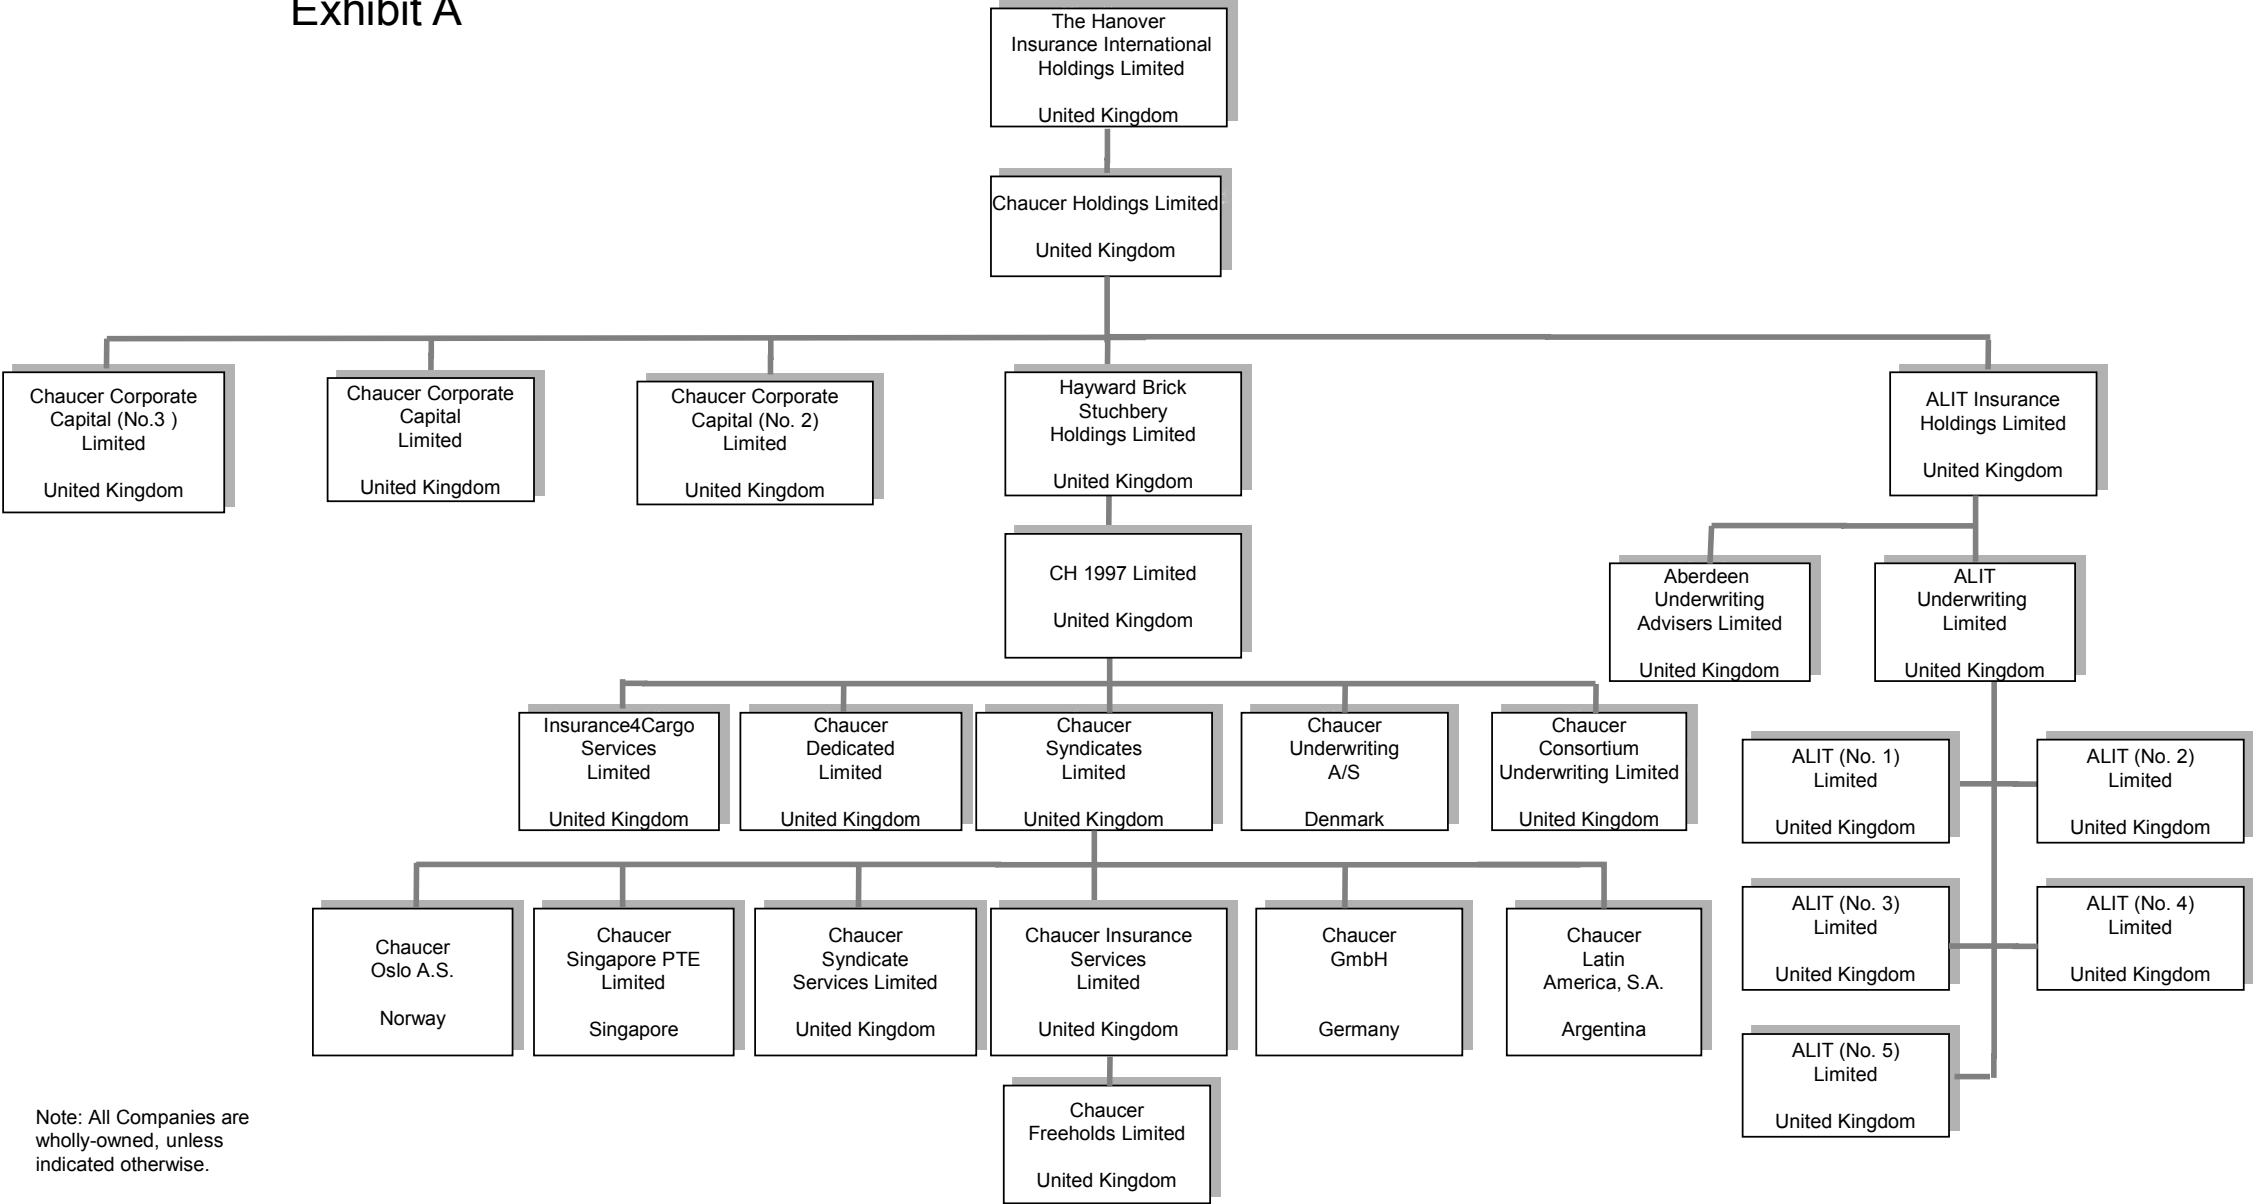 Exhibit A
The Hanover
Insurance International
Holdings Limited
United Kingdom
Chaucer Holdings Limited
United Kingdom
Chaucer Corporate
Capital (No.3 )
Limited
United Kingdom
Chaucer Corporate
Capital
Limited
United Kingdom
Chaucer Corporate
Capital (No. 2)
Limited
United Kingdom
Hayward Brick
Stuchbery
Holdings Limited
United Kingdom
ALIT Insurance
Holdings Limited
United Kingdom
CH 1997 Limited
United Kingdom
Aberdeen
Underwriting
Advisers Limited
United Kingdom
ALIT
Underwriting
Limited
United Kingdom
Insurance4Cargo
Services
Limited
United Kingdom
Chaucer
Dedicated
Limited
United Kingdom
Chaucer
Syndicates
Limited
United Kingdom
Chaucer
Underwriting
A/S
Denmark
Chaucer
Consortium
Underwriting Limited
United Kingdom
ALIT (No. 1)
Limited
United Kingdom
ALIT (No. 2)
Limited
United Kingdom
ALIT (No. 3)
Limited
United Kingdom
ALIT (No. 4)
Limited
United Kingdom
Chaucer
Oslo A.S.
Norway
Chaucer
Singapore PTE
Limited
Singapore
Chaucer
Syndicate
Services Limited
United Kingdom
Chaucer Insurance
Services
Limited
United Kingdom
Chaucer
GmbH
Germany
Chaucer
Latin
America, S.A.
Argentina
ALIT (No. 5)
Limited
United Kingdom
Chaucer
Freeholds Limited
United Kingdom
Note: All Companies are
wholly-owned, unless
indicated otherwise.